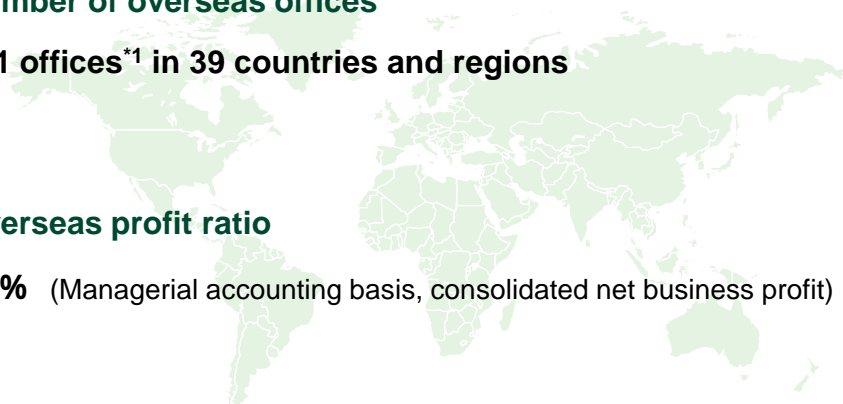 mber of overseas offices
1 offices*1 in 39 countries and regions
verseas profit ratio
% (Managerial accounting basis, consolidated net business profit)